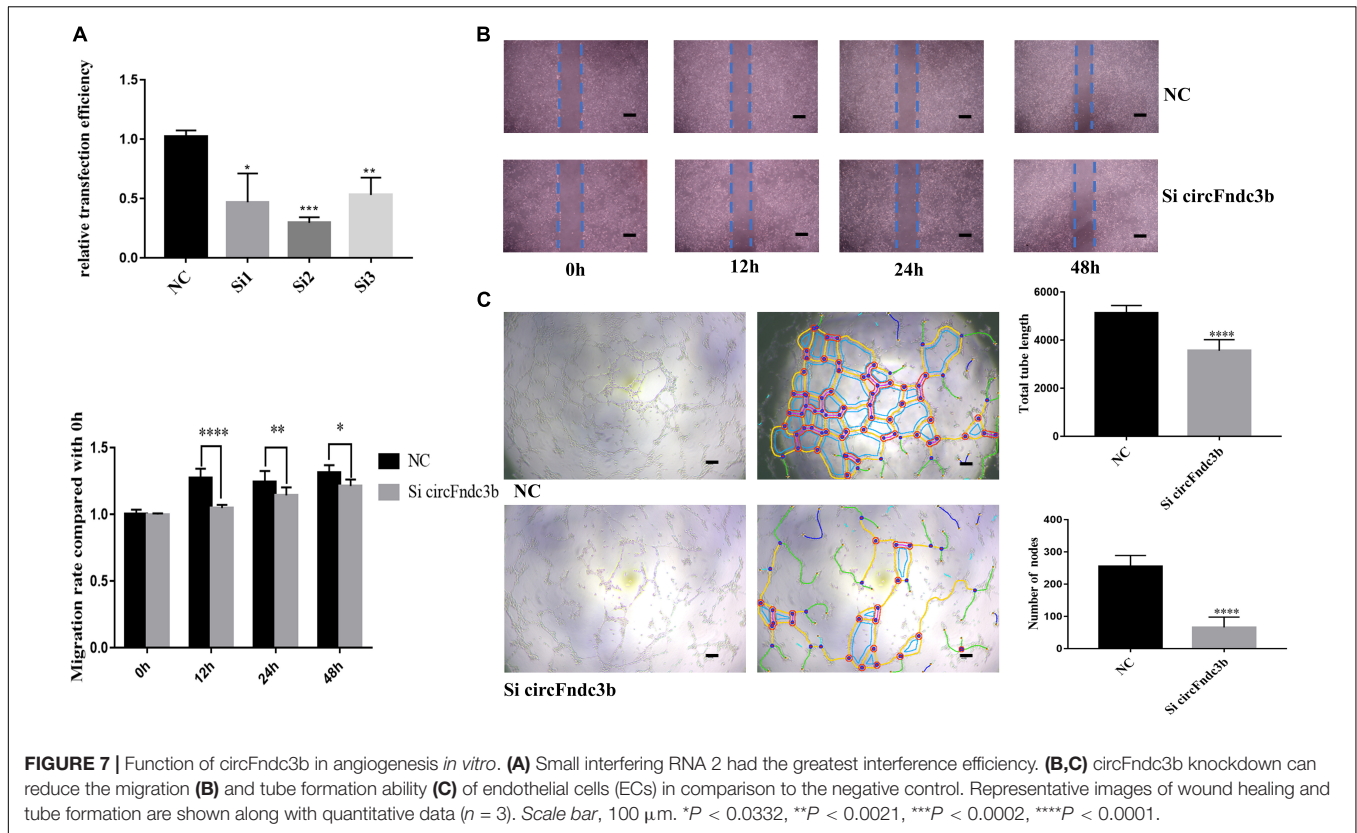 A
relative transfection efficiency
1.5
1.0
0.5
0.0
*
***
**
NC
Si1
Si2
Si3
B
NC
Si circFndc3b
0h
12h
24h
48h
Migration rate compared with 0h
1.5
1.0
1.5
0.0
****
**
*
NC
Si circFndc3b
0h
12h
24h
48h
C
NC
Si circFndc3b
Total tube length
6000
4000
2000
0
****
NC
Si circFndc3b
Number of nodes
400
300
200
100
0
****
NC
Si circFndc3b
FIGURE 7 | Function of circFndc3b in angiogenesis in vitro. (A) Small interfering RNA 2 had the greatest interference efficiency. (B,C) circFndc3b knockdown can
reduce the migration (B) and tube formation ability (C) of endothelial cells (ECs) in comparison to the negative control. Representative images of wound healing and
tube formation are shown along with quantitative data (n = 3). Scale bar, 100 μm. *P < 0.0332, **P < 0.0021, ***P < 0.0002, ****P < 0.0001.